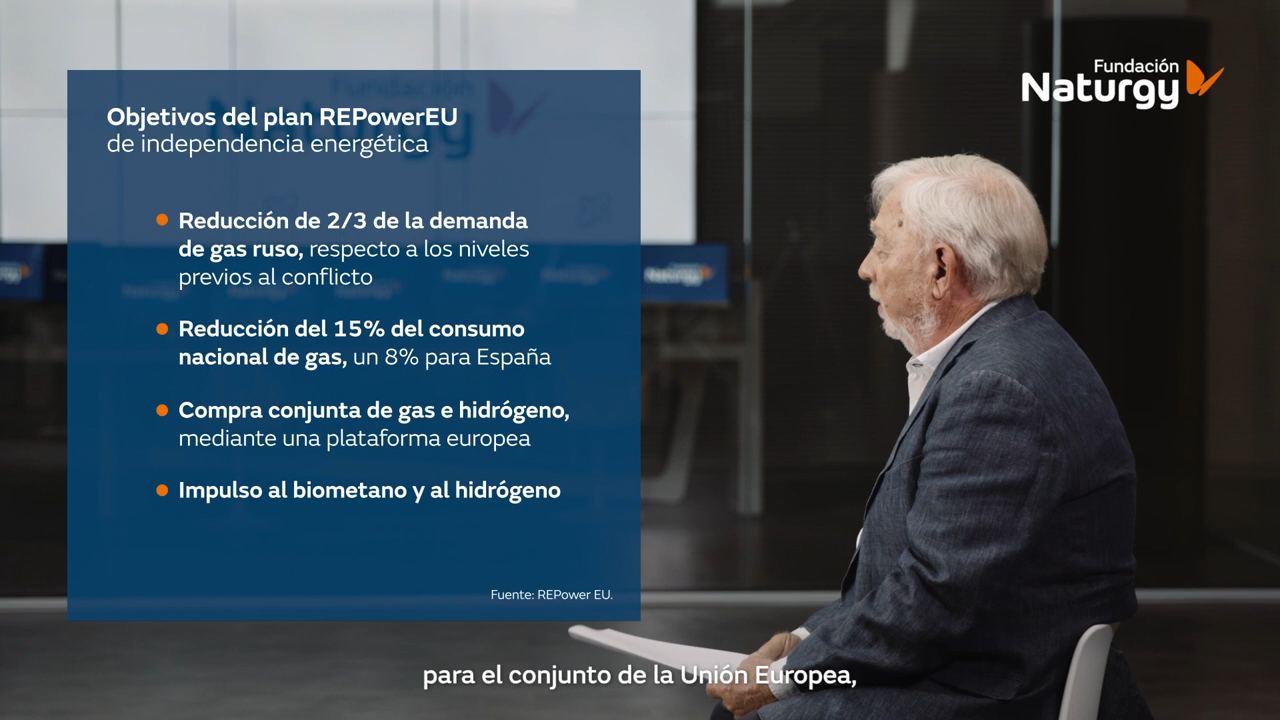 Fundación
Naturgy
Objetivos del plan REPowerEU
de independencia energética
Reducción de 2/3 de la demanda
de gas ruso, respecto a los niveles
previos al conflicto
Reducción del 15% del consumo
nacional de gas, un 8% para España
Compra conjunta de gas e hidrógeno,
mediante una plataforma europea
Impulso al biometano y al hidrógeno
Fuente: REPower EU.
Fundación
Naturgy
Naturgy
para el conjunto de la Unión Europea,